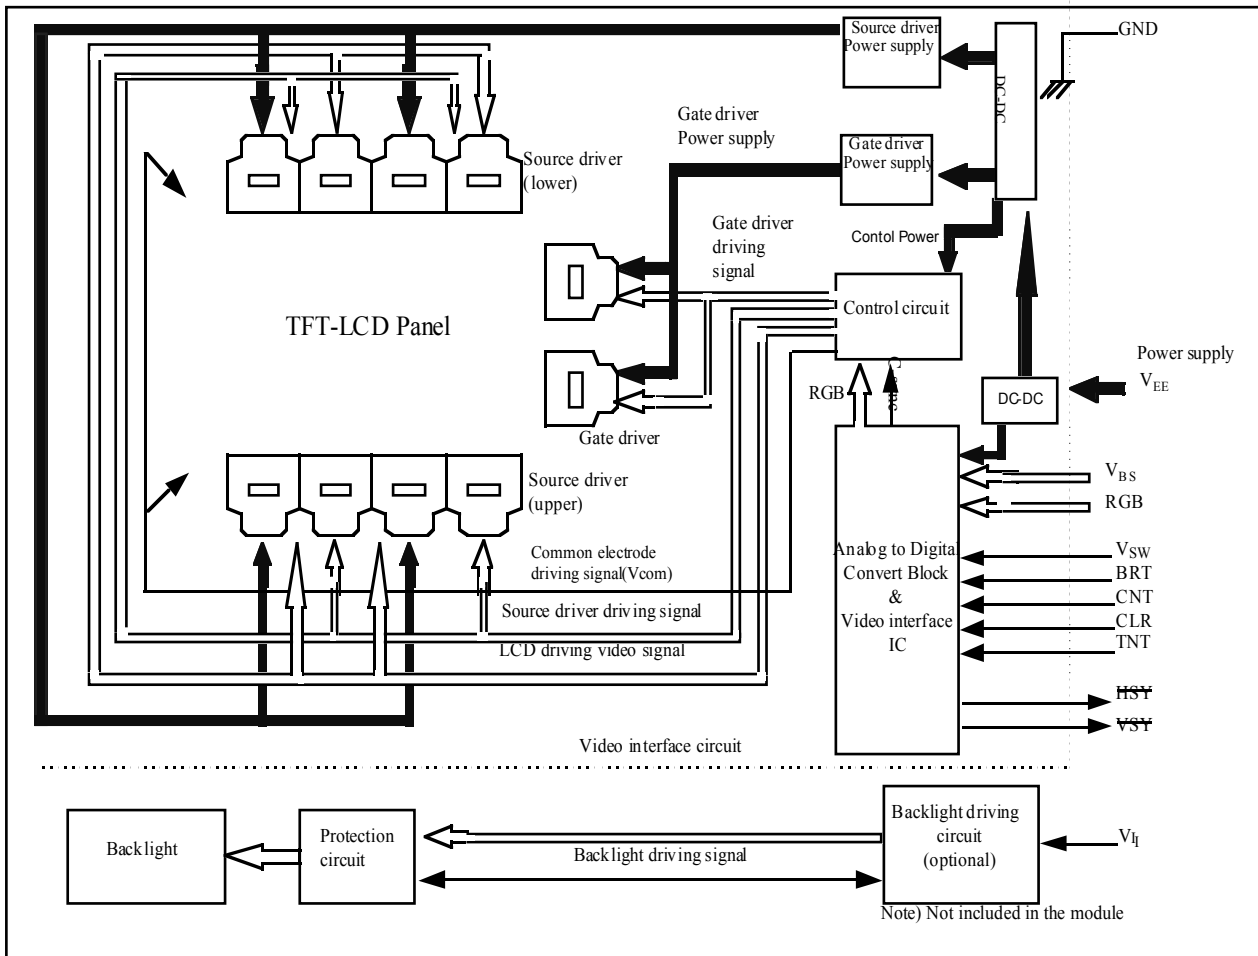 Source driver
Power supply
DC-DC
GND
Gate driver
Power supply
Gate driver
Power supply
Source driver
(lower)
Gate driver
driving
signal
Contol Power
TFT-LCD Panel
Control circuit
Power supply
VEE
DC-DC
RGB
Gate driver
Source driver
(upper)
VBS
RGB
Analog to Digital
Convert Block
&
Video interface
IC
VSW
BRT
CNT
CLR
TNT
Common electrode
driving signal(Vcom)
Source driver driving signal
LCD driving video signal
HSY
VSY
Video interface circuit
Backlight
Protection
circuit
Backlight driving signal
Backlight driving
circuit
(optional)
Note) Not included in the module